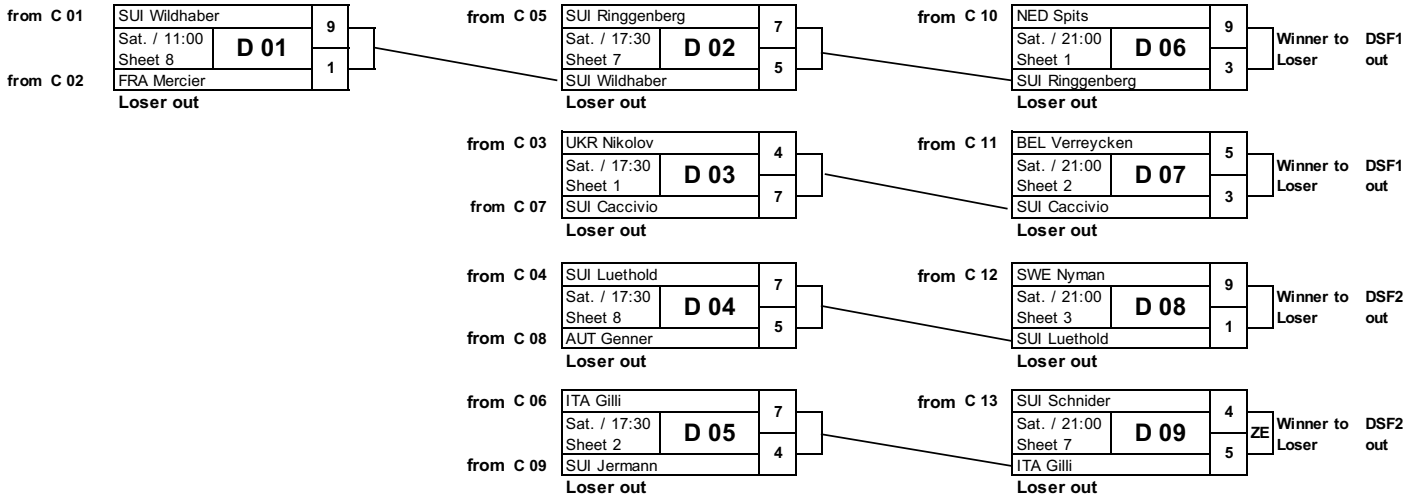 from C 01 SUI Wildhaber 9
Sat. / 11:00 D 01
Sheet 8
from C 02 FRA Mercier 1
Loser out
from C 05 SUI Ringgenberg 7
Sat. / 17:30 D 02
Sheet 7
SUI Wildhaber 5
Loser out
from C 10 NED Spits 9
Sat. / 21:00 D 06 Winner to DSF1
Sheet 1 Loser out
SUI Ringgenberg 3
Loser out
from C 03 UKR Nikolov 4
Sat. / 17:30 D 03
Sheet 1
from C 07 SUI Caccivio 7
Loser out
from C 11 BEL Verreycken 5
Sat. / 21:00 D 07 Winner to DSF1
Sheet 2 Loser out
SUI Caccivio 3
Loser out
from C 04 SUI Luethold 7
Sat. / 17:30 D 04
Sheet 8
from C 08 AUT Genner 5
Loser out
from C 12 SWE Nyman 9
Sat. / 21:00 D 08 Winner to DSF2
Sheet 3 Loser out
SUI Luethold 1
Loser out
from C 06 ITA Gilli 7
Sat. / 17:30 D 05
Sheet 2
from C 09 SUI Jermann 4
Loser out
from C 13 SUI Schnider 4
Sat. / 21:00 D 09 ZE Winner to DSF2
Sheet 7 Loser out
ITA Gilli 5
Loser out